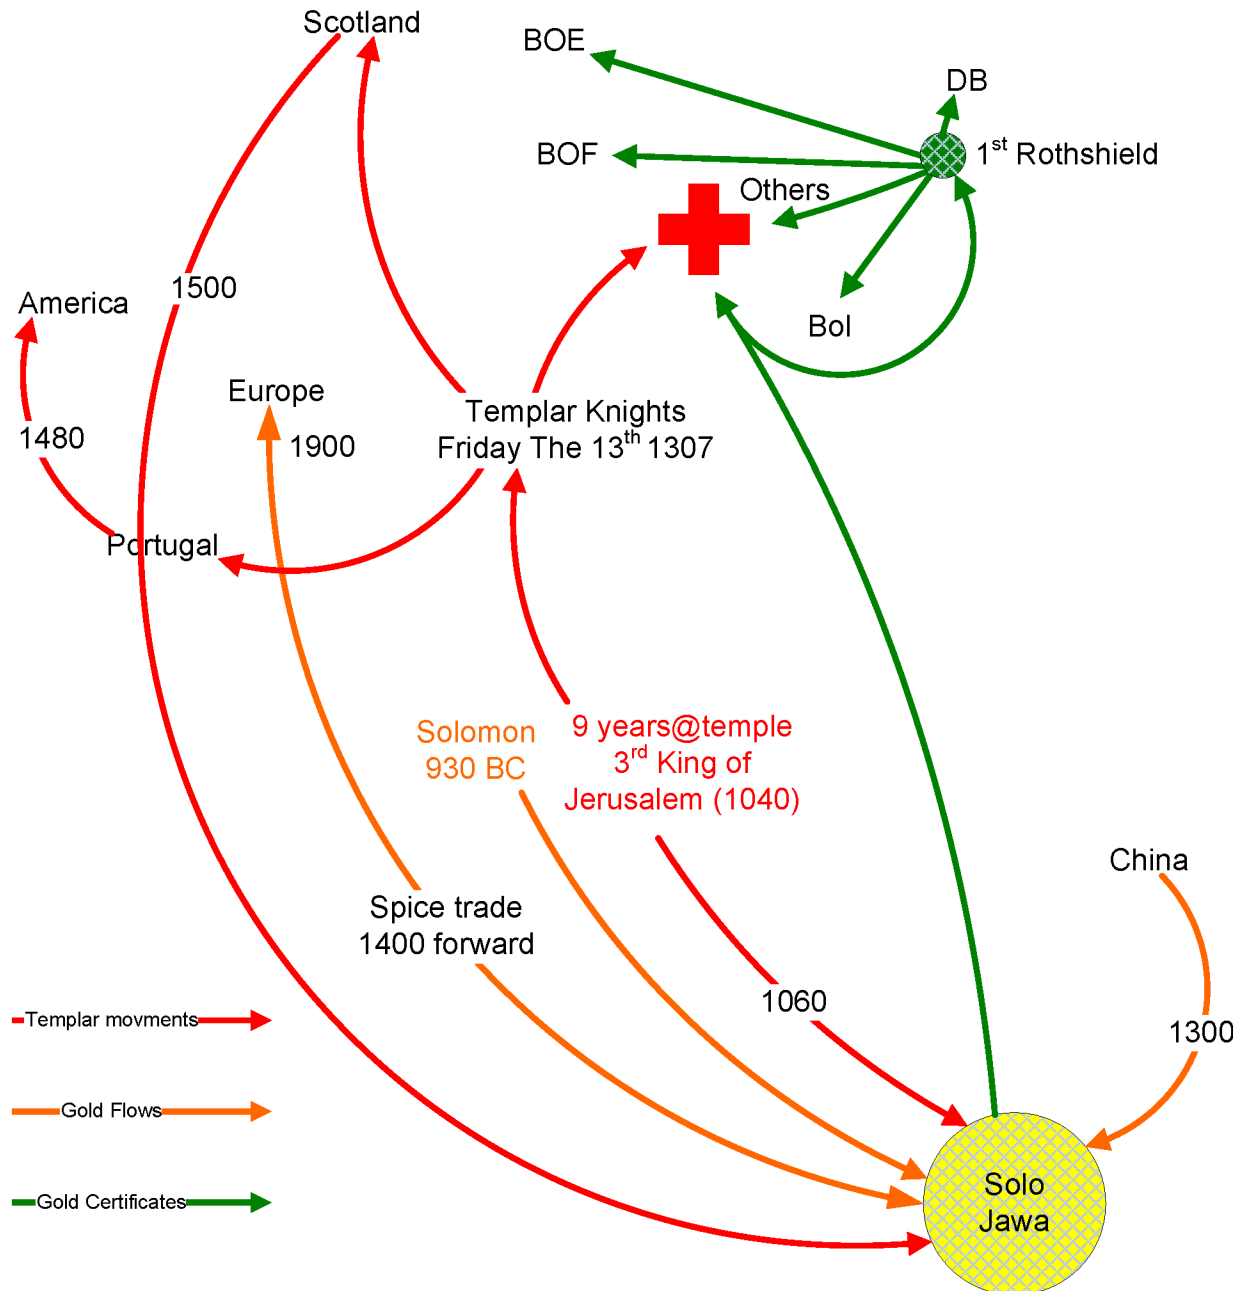 Scotland
BOE
DB
BOF
1st Rothshield
Others
1500
America
BoI
Europe
1900
1480
Templar Knights
Friday The 13th 1307
Portugal
Solomon
930 BC
9 years@temple
3rd King of
Jerusalem (1040)
China
Spice trade
1400 forward
1060
1300
Templar movments
Gold Flows
Gold Certificates
Solo
Jawa